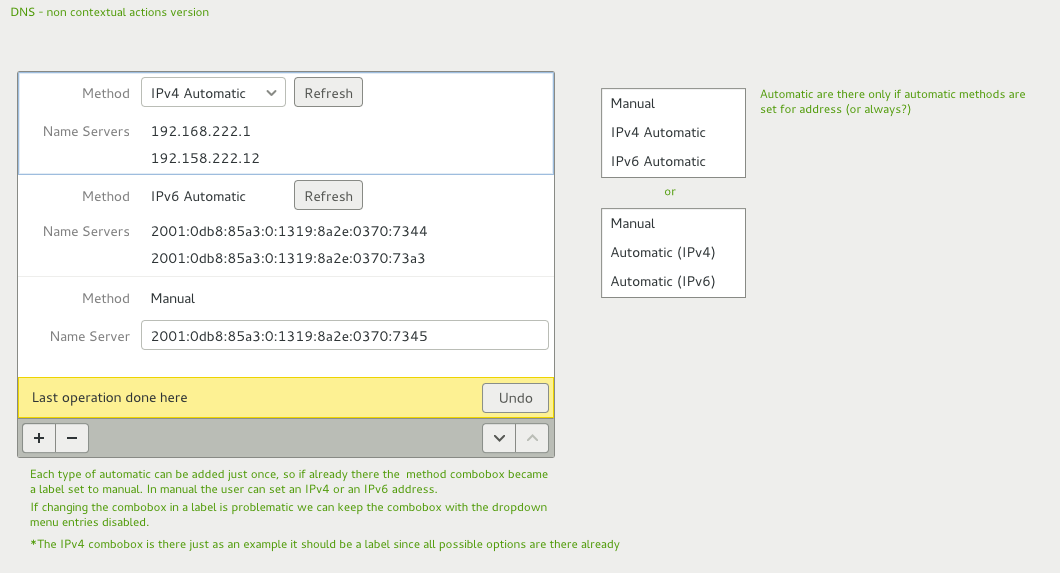 DNS - non contextual actions version
Method IPv4 Automatic Refresh
Name Servers 192.168.222.1
192.158.222.12
Method IPv6 Automatic Refresh
Name Servers 2001:0db8:85a3:0:1319:8a2e:0370:7344
2001:0db8:85a3:0:1319:8a2e:0370:73a3
Method Manual
Name Server 2001:0db8:85a3:0:1319:8a2e:0370:7345
Last operation done here Undo
+ −
Each type of automatic can be added just once, so if already there the  method combobox became
a label set to manual. In manual the user can set an IPv4 or an IPv6 address.
If changing the combobox in a label is problematic we can keep the combobox with the dropdown
menu entries disabled.
*The IPv4 combobox is there just as an example it should be a label since all possible options are there already
Manual
IPv4 Automatic
IPv6 Automatic
or
Manual
Automatic (IPv4)
Automatic (IPv6)
Automatic are there only if automatic methods are
set for address (or always?)